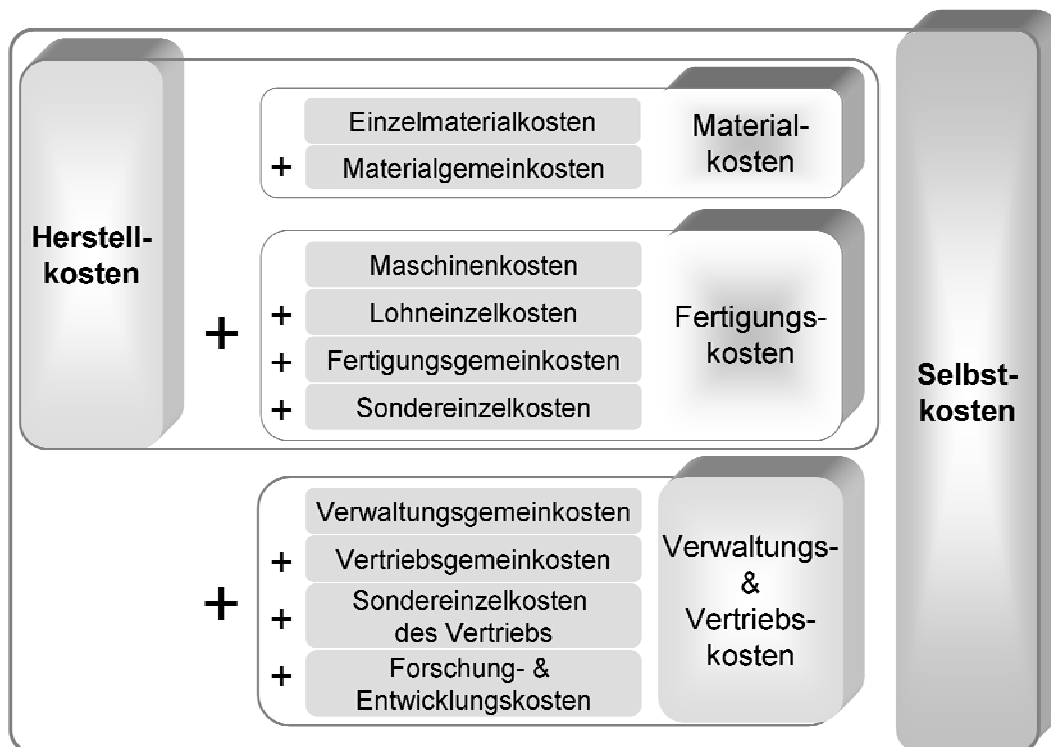 Einzelmaterialkosten
+ Materialgemeinkosten
Material-
kosten
Herstell-
kosten
+
Maschinenkosten
+ Lohneinzelkosten
+ Fertigungsgemeinkosten
+ Sondereinzelkosten
Fertigungs-
kosten
Selbst-
kosten
+
Verwaltungsgemeinkosten
+ Vertriebsgemeinkosten
+ Sondereinzelkosten
des Vertriebs
+ Forschung- &
Entwicklungskosten
Verwaltungs-
&
Vertriebs-
kosten